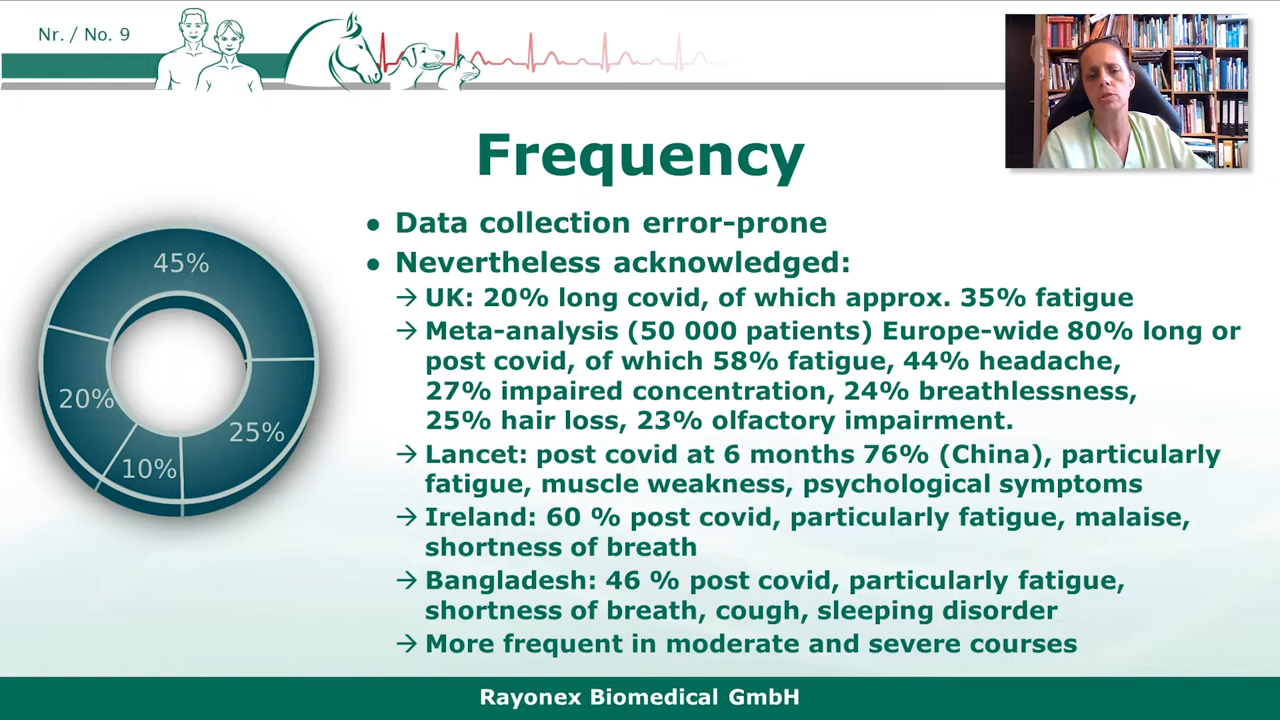 Nr. / No. 9
Frequency
45%
20%
25%
10%
• Data collection error-prone
• Nevertheless acknowledged:
→ UK: 20% long covid, of which approx. 35% fatigue
→ Meta-analysis (50 000 patients) Europe-wide 80% long or
post covid, of which 58% fatigue, 44% headache,
27% impaired concentration, 24% breathlessness,
25% hair loss, 23% olfactory impairment.
→ Lancet: post covid at 6 months 76% (China), particularly
fatigue, muscle weakness, psychological symptoms
→ Ireland: 60 % post covid, particularly fatigue, malaise,
shortness of breath
→ Bangladesh: 46 % post covid, particularly fatigue,
shortness of breath, cough, sleeping disorder
→ More frequent in moderate and severe courses
Rayonex Biomedical GmbH